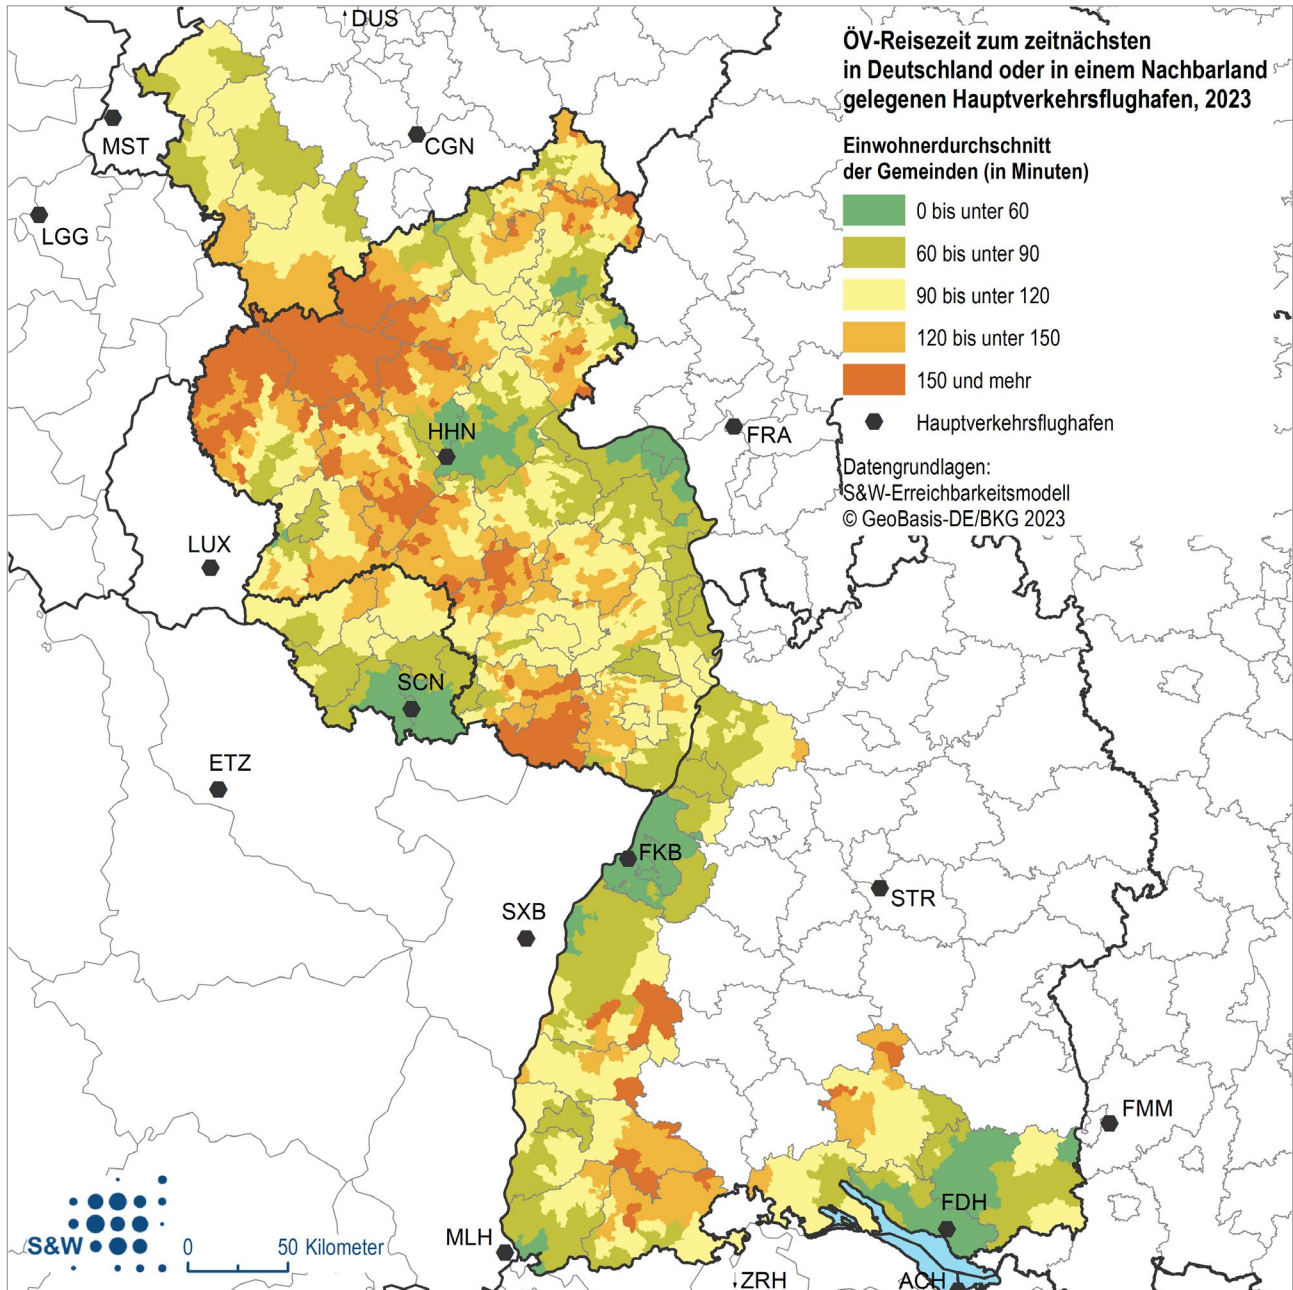 DUS
ÖV-Reisezeit zum zeitnächsten
in Deutschland oder in einem Nachbarland
gelegenen Hauptverkehrsflughafen, 2023
Einwohnerdurchschnitt
der Gemeinden (in Minuten)
0 bis unter 60
60 bis unter 90
90 bis unter 120
120 bis unter 150
150 und mehr
Hauptverkehrsflughafen
Datengrundlagen:
S&W-Erreichbarkeitsmodell
© GeoBasis-DE/BKG 2023
MST
CGN
LGG
HHN
FRA
LUX
SCN
ETZ
FKB
STR
SXB
FMM
FDH
MLH
ZRH
ACH
S&W
0 50 Kilometer